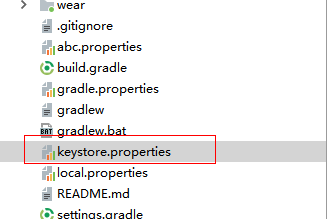 wear
.gitignore
abc.properties
build.gradle
gradle.properties
gradlew
BAT gradlew.bat
keystore.properties
local.properties
README.md
settings.gradle